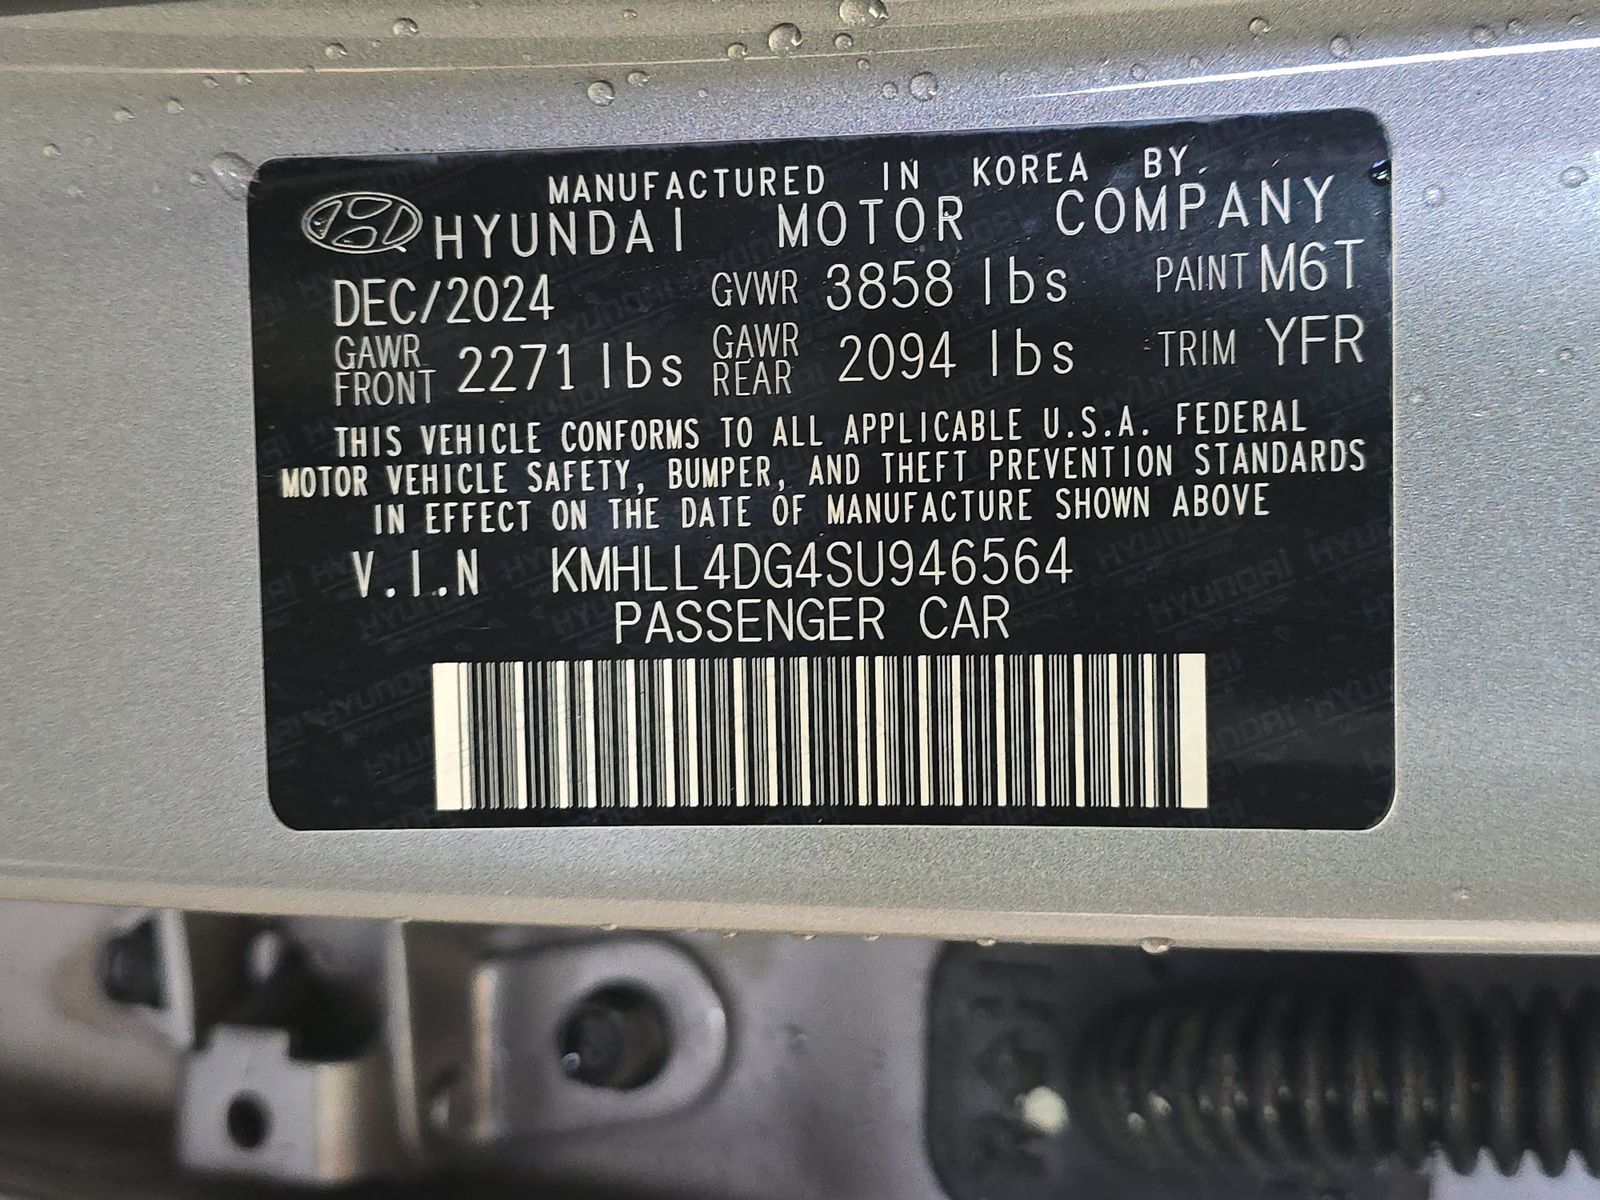 MANUFACTURED IN KOREA BY.
HYUNDAI MOTOR COMPANY
DEC/2024 GVWR 3858 lbs PAINT M6T
GAWR FRONT 2271 lbs GAWR REAR 2094 lbs TRIM YFR
THIS VEHICLE CONFORMS TO ALL APPLICABLE U.S.A. FEDERAL
MOTOR VEHICLE SAFETY, BUMPER, AND THEFT PREVENTION STANDARDS
IN EFFECT ON THE DATE OF MANUFACTURE SHOWN ABOVE
V.I.N KMHLL4DG4SU946564
PASSENGER CAR